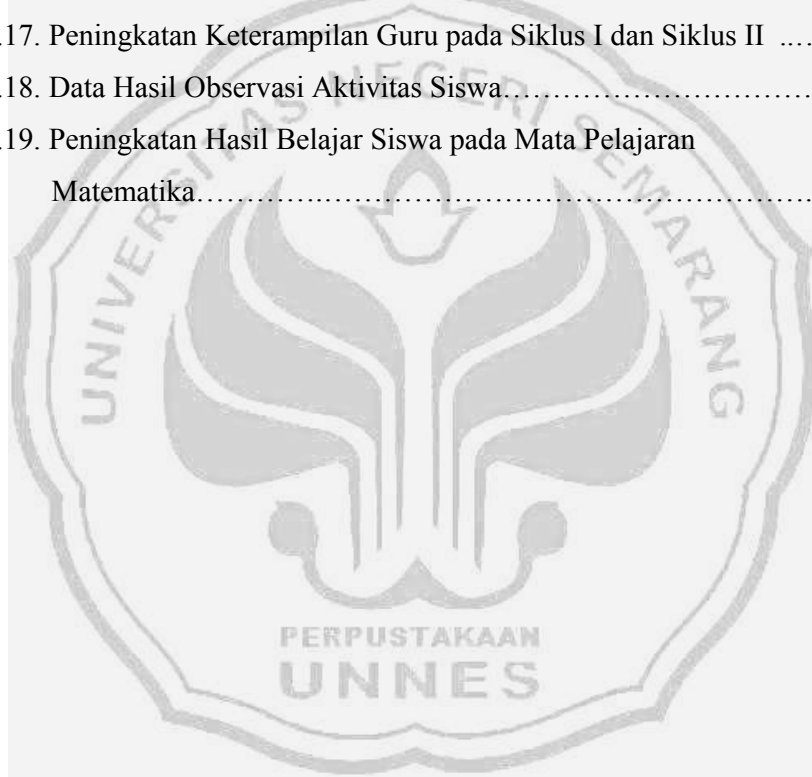 .17. Peningkatan Keterampilan Guru pada Siklus I dan Siklus II .….
.18. Data Hasil Observasi Aktivitas Siswa……………………………
.19. Peningkatan Hasil Belajar Siswa pada Mata Pelajaran
Matematika………….……………………………………………….
UNIVERSITAS NEGERI SEMARANG
PERPUSTAKAAN
UNNES